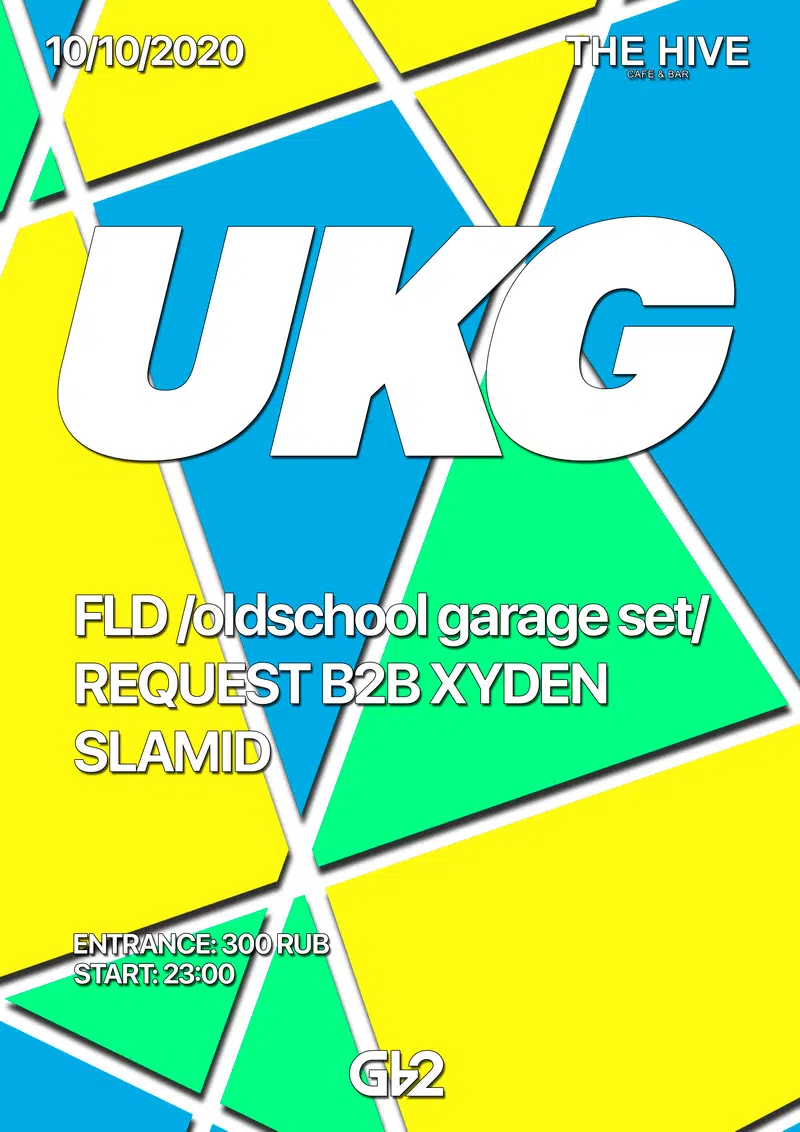 10/10/2020
THE HIVE
CAFE & BAR
UKG
FLD /oldschool garage set/
REQUEST B2B XYDEN
SLAMID
ENTRANCE: 300 RUB
START: 23:00